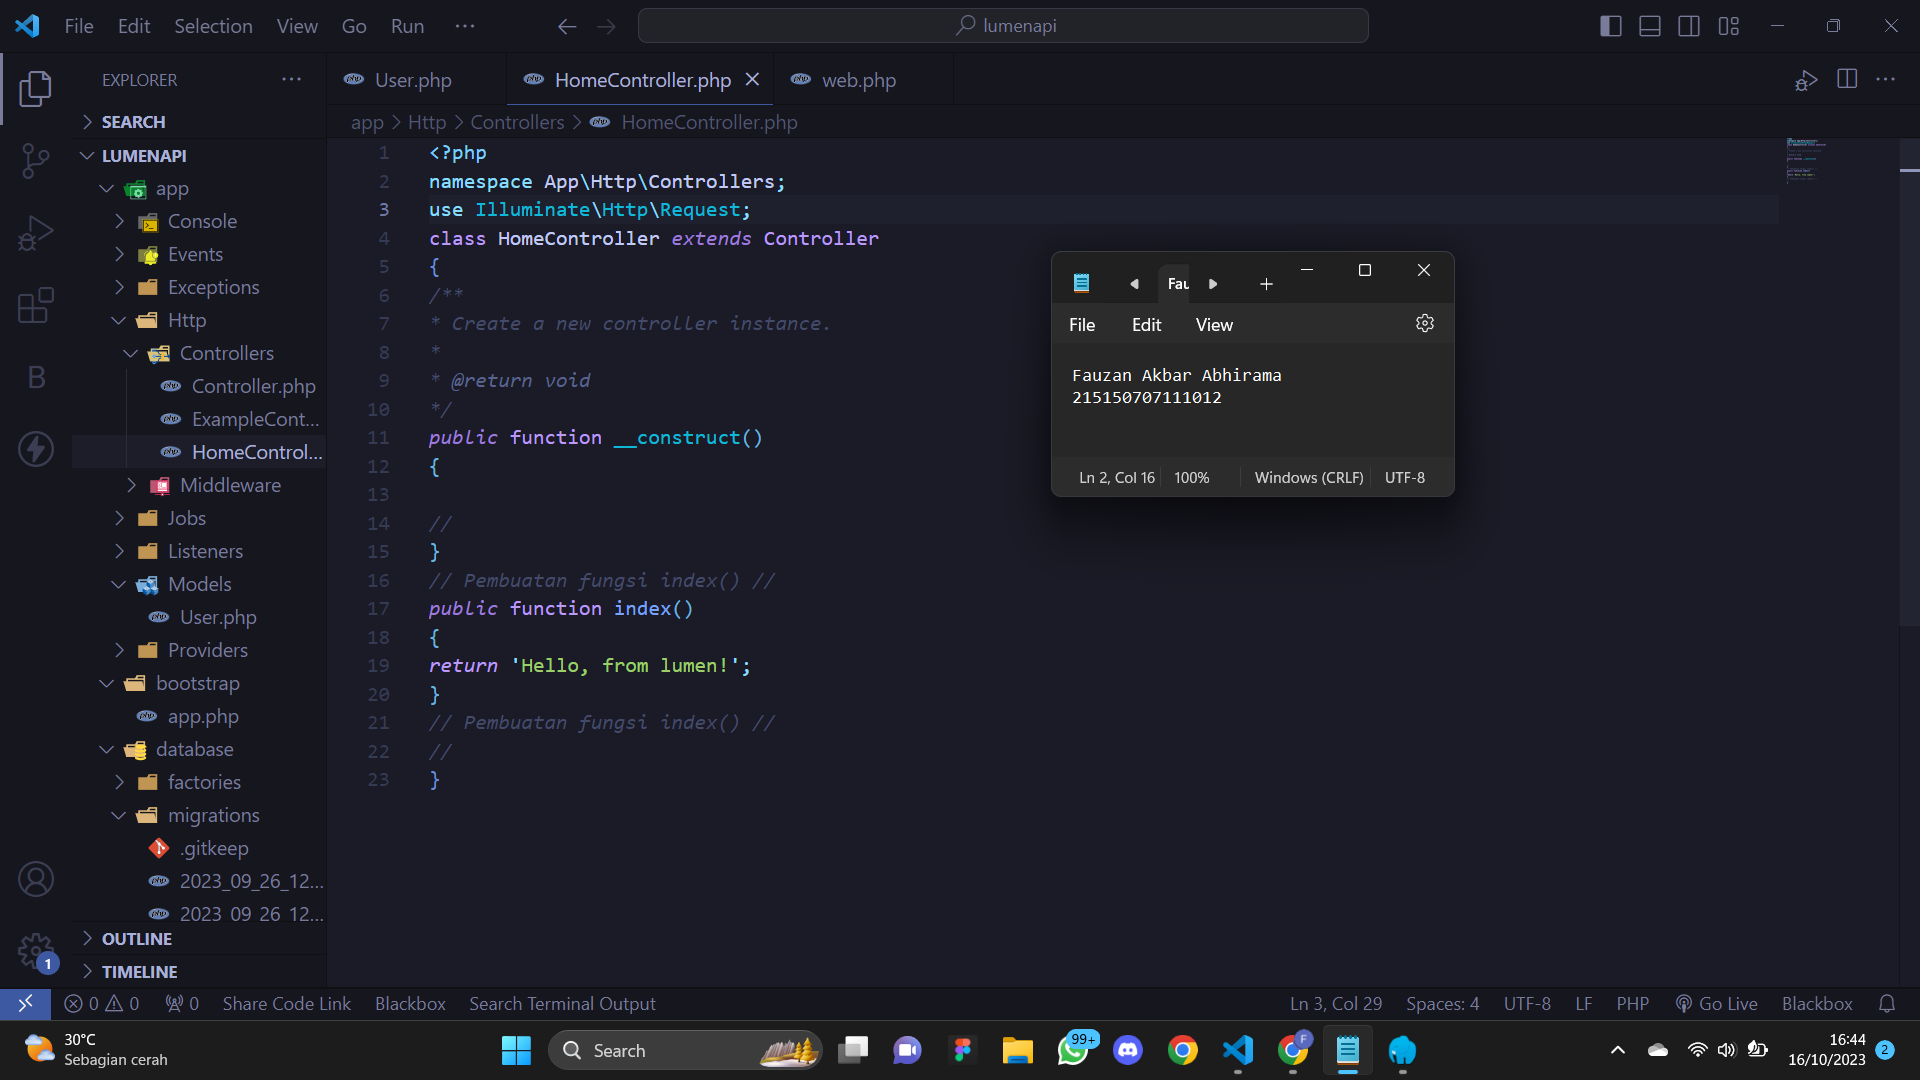 File Edit Selection View Go Run ···
lumenapi
EXPLORER
SEARCH
LUMENAPI
app
Console
Events
Exceptions
Http
Controllers
Controller.php
ExampleCont...
HomeControl...
Middleware
Jobs
Listeners
Models
User.php
Providers
bootstrap
app.php
database
factories
migrations
.gitkeep
2023_09_26_12...
2023_09_26_12...
OUTLINE
TIMELINE
User.php HomeController.php web.php
app > Http > Controllers > HomeController.php
1 <?php
2 namespace App\Http\Controllers;
3 use Illuminate\Http\Request;
4 class HomeController extends Controller
5 {
6 /**
7 * Create a new controller instance.
8 *
9 * @return void
10 */
11 public function __construct()
12 {
13
14 //
15 }
16 // Pembuatan fungsi index() //
17 public function index()
18 {
19 return 'Hello, from lumen!';
20 }
21 // Pembuatan fungsi index() //
22 //
23 }
Fau
File Edit View
Fauzan Akbar Abhirama
215150707111012
Ln 2, Col 16 100% Windows (CRLF) UTF-8
B
1
0 0 0 Share Code Link Blackbox Search Terminal Output Ln 3, Col 29 Spaces: 4 UTF-8 LF PHP Go Live Blackbox
30°C
Sebagian cerah
Search
99+
F
16:44
16/10/2023
2